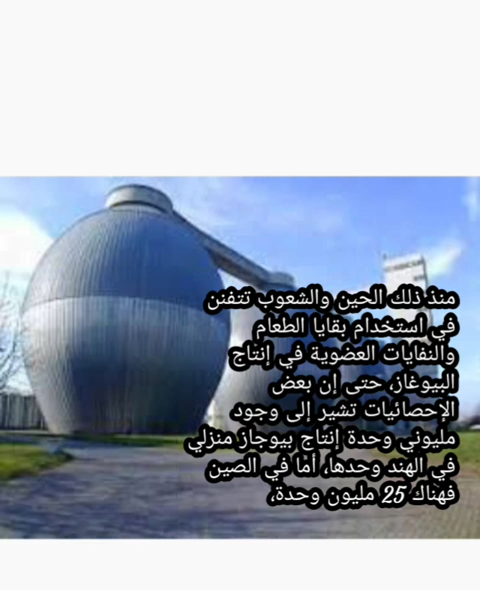 منذ ذلك الحين والشعوب تتفنن
في استخدام بقايا الطعام
والنفايات العضوية في إنتاج
البيوغاز، حتى إن بعض
الإحصائيات تشير إلى وجود
مليوني وحدة إنتاج بيوجاز منزلي
في الهند وحدها، أمّا في الصين
فهناك 25 مليون وحدة،